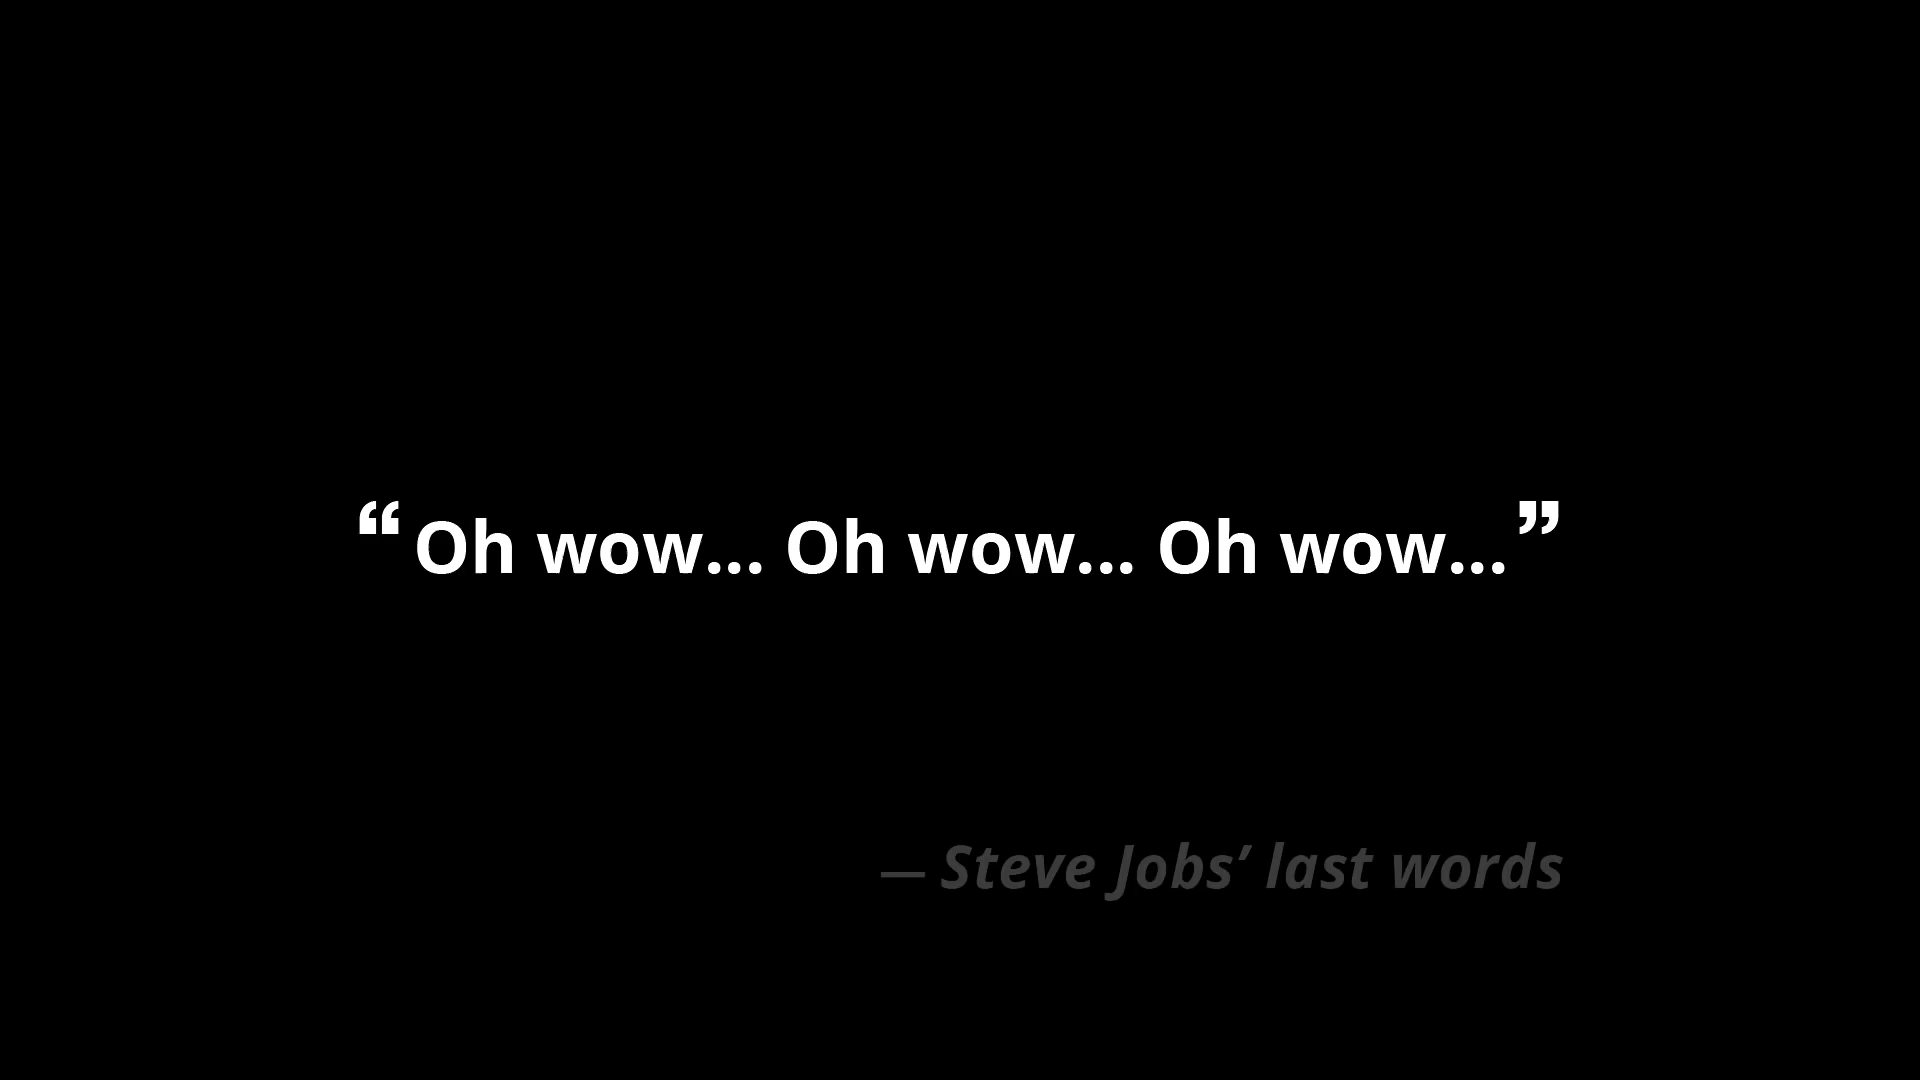 “Oh wow... Oh wow... Oh wow...”
— Steve Jobs’ last words